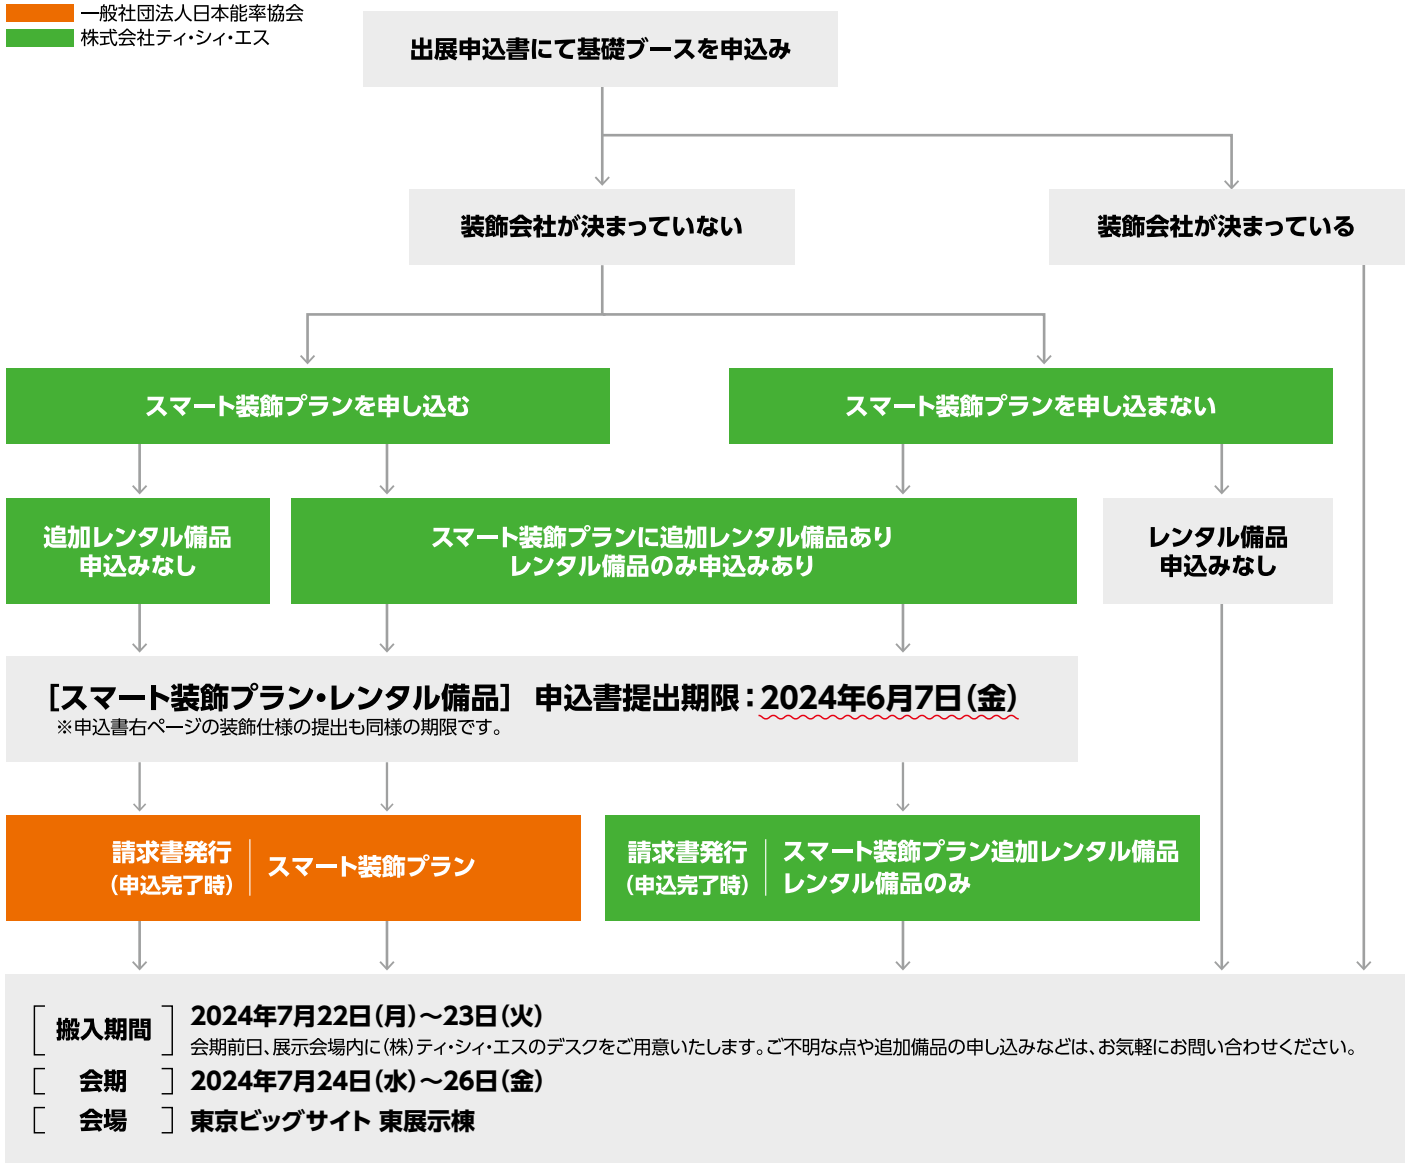 一般社団法人日本能率協会
株式会社ティ・シィ・エス
出展申込書にて基礎ブースを申込み
装飾会社が決まっていない
装飾会社が決まっている
スマート装飾プランを申し込む
スマート装飾プランを申し込まない
追加レンタル備品
申込みなし
スマート装飾プランに追加レンタル備品あり
レンタル備品のみ申込みあり
レンタル備品
申込みなし
［スマート装飾プラン・レンタル備品］ 申込書提出期限：2024年6月7日（金）
※申込書右ページの装飾仕様の提出も同様の期限です。
請求書発行
（申込完了時）
スマート装飾プラン
請求書発行
（申込完了時）
スマート装飾プラン追加レンタル備品
レンタル備品のみ
［搬入期間］ 2024年7月22日（月）～23日（火）
会期前日、展示会場内に（株）ティ・シィ・エスのデスクをご用意いたします。ご不明な点や追加備品の申し込みなどは、お気軽にお問い合わせください。
［会期］ 2024年7月24日（水）～26日（金）
［会場］ 東京ビッグサイト 東展示棟